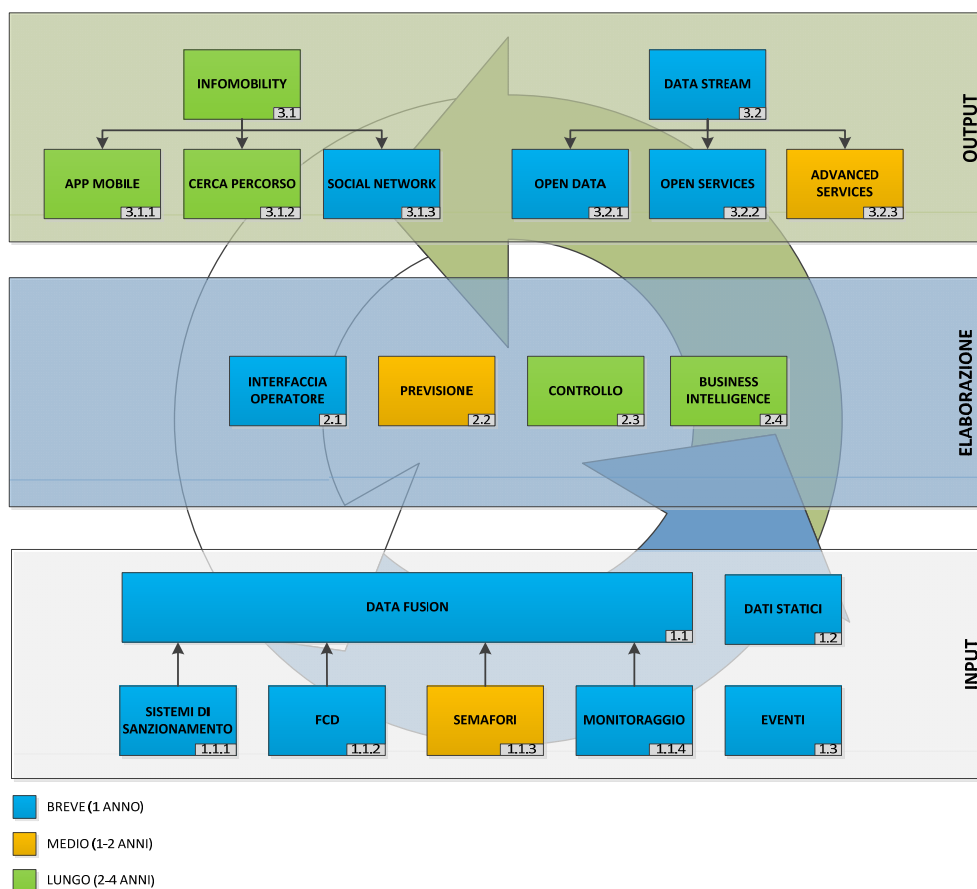 INFOMOBILITY
3.1
DATA STREAM
3.2
APP MOBILE
3.1.1
CERCA PERCORSO
3.1.2
SOCIAL NETWORK
3.1.3
OPEN DATA
3.2.1
OPEN SERVICES
3.2.2
ADVANCED
SERVICES
3.2.3
OUTPUT
INTERFACCIA
OPERATORE
2.1
PREVISIONE
2.2
CONTROLLO
2.3
BUSINESS
INTELLIGENCE
2.4
ELABORAZIONE
DATA FUSION
1.1
DATI STATICI
1.2
SISTEMI DI
SANZIONAMENTO
1.1.1
FCD
1.1.2
SEMAFORI
1.1.3
MONITORAGGIO
1.1.4
EVENTI
1.3
INPUT
BREVE (1 ANNO)
MEDIO (1-2 ANNI)
LUNGO (2-4 ANNI)